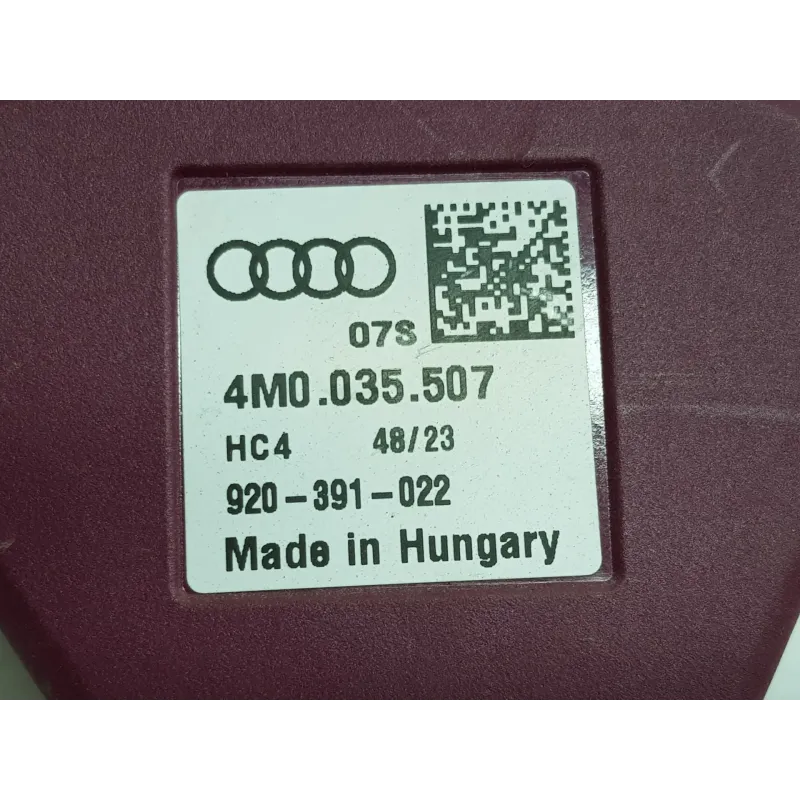 07S
4M0.035.507
HC4 48/23
920-391-022
Made in Hungary